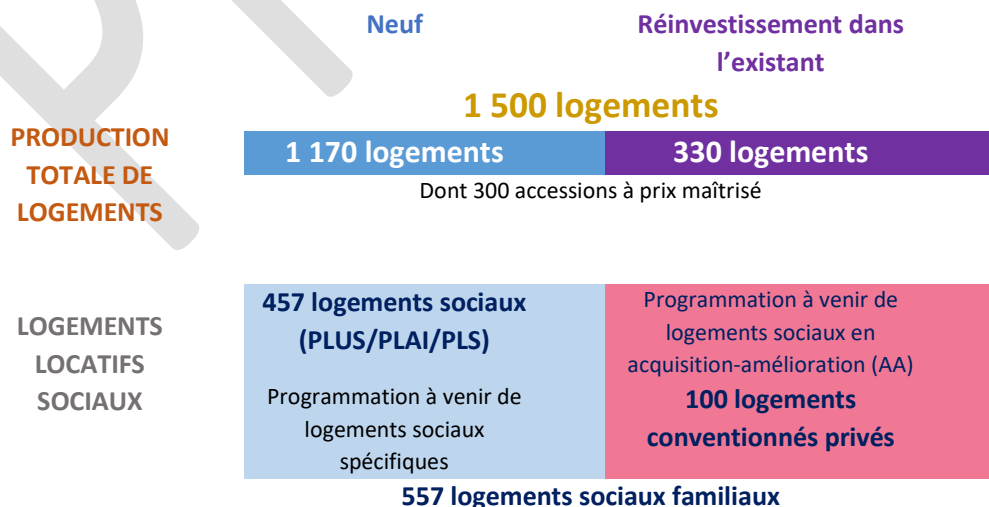 Neuf
Réinvestissement dans
l’existant
1 500 logements
PRODUCTION
TOTALE DE
LOGEMENTS
1 170 logements
330 logements
Dont 300 accessions à prix maîtrisé
LOGEMENTS
LOCATIFS
SOCIAUX
457 logements sociaux
(PLUS/PLAI/PLS)
Programmation à venir de
logements sociaux
spécifiques
Programmation à venir de
logements sociaux en
acquisition-amélioration (AA)
100 logements
conventionnés privés
557 logements sociaux familiaux